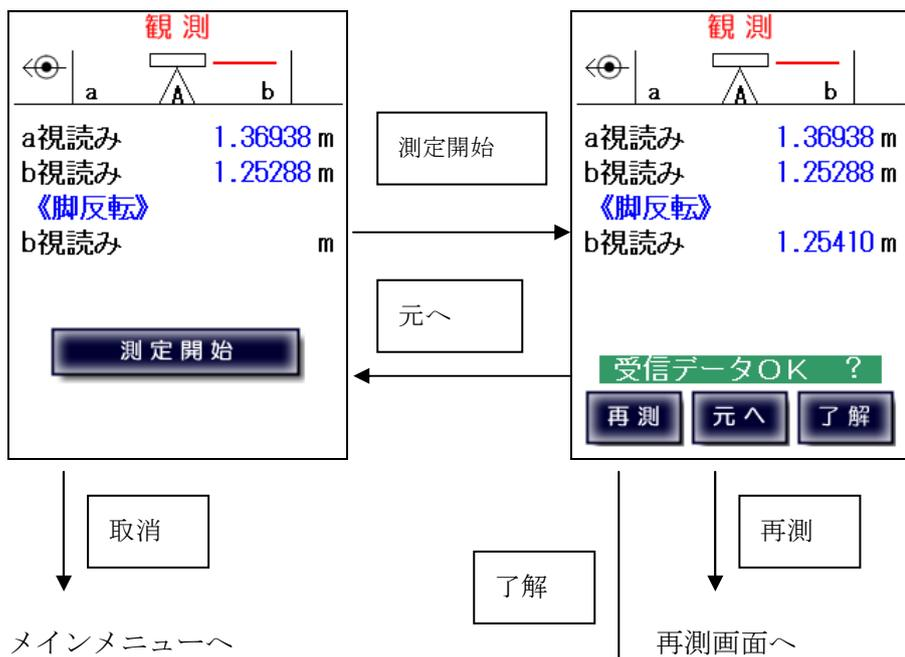 観測
a
A
b
a視読み 1.36938 m
b視読み 1.25288 m
《脚反転》
b視読み m
測定開始
測定開始
元へ
観測
a
A
b
a視読み 1.36938 m
b視読み 1.25288 m
《脚反転》
b視読み 1.25410 m
受信データOK ?
再測 元へ 了解
取消
メインメニューへ
了解
再測
再測画面へ